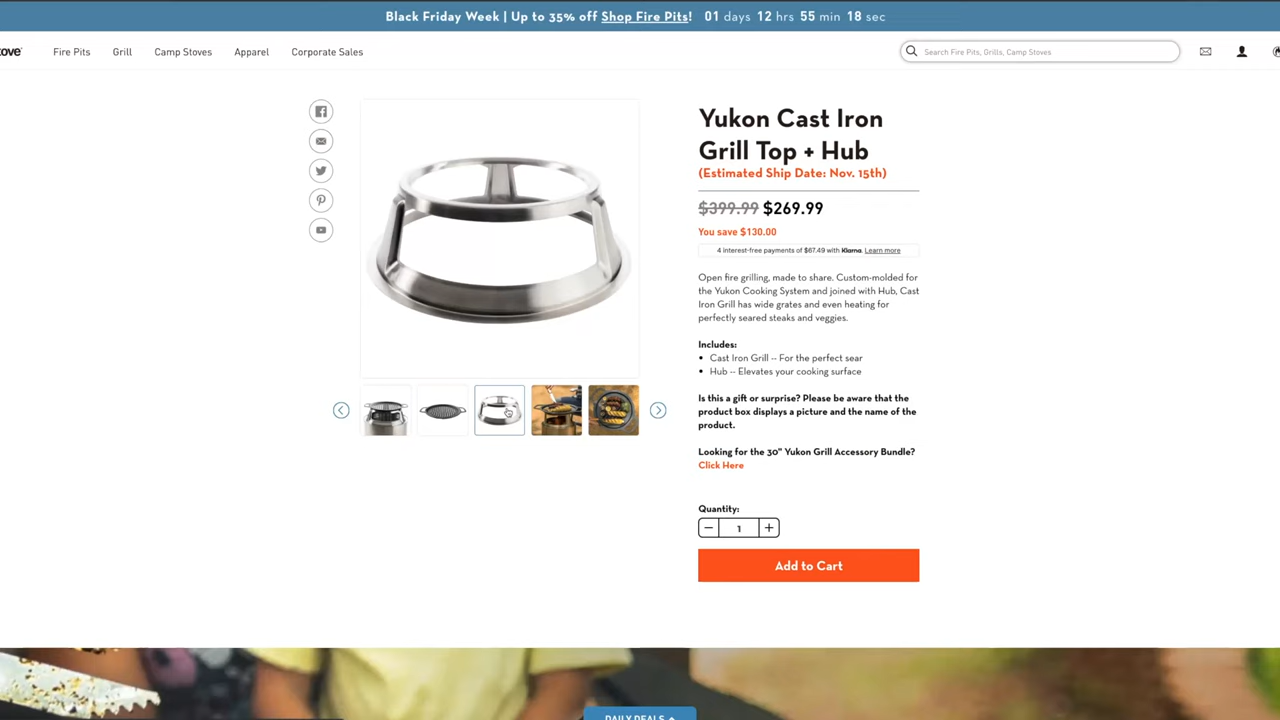 Black Friday Week | Up to 35% off Shop Fire Pits! 01 days 12 hrs 55 min 18 sec
ove
Fire Pits Grill Camp Stoves Apparel Corporate Sales
Search Fire Pits, Grills, Camp Stoves
Yukon Cast Iron
Grill Top + Hub
(Estimated Ship Date: Nov. 15th)
$399.99 $269.99
You save $130.00
4 interest-free payments of $67.49 with Klarna. Learn more
Open fire grilling, made to share. Custom-molded for
the Yukon Cooking System and joined with Hub, Cast
Iron Grill has wide grates and even heating for
perfectly seared steaks and veggies.
Includes:
• Cast Iron Grill -- For the perfect sear
• Hub -- Elevates your cooking surface
Is this a gift or surprise? Please be aware that the
product box displays a picture and the name of the
product.
Looking for the 30" Yukon Grill Accessory Bundle?
Click Here
Quantity:
− 1 +
Add to Cart
DAILY DEALS